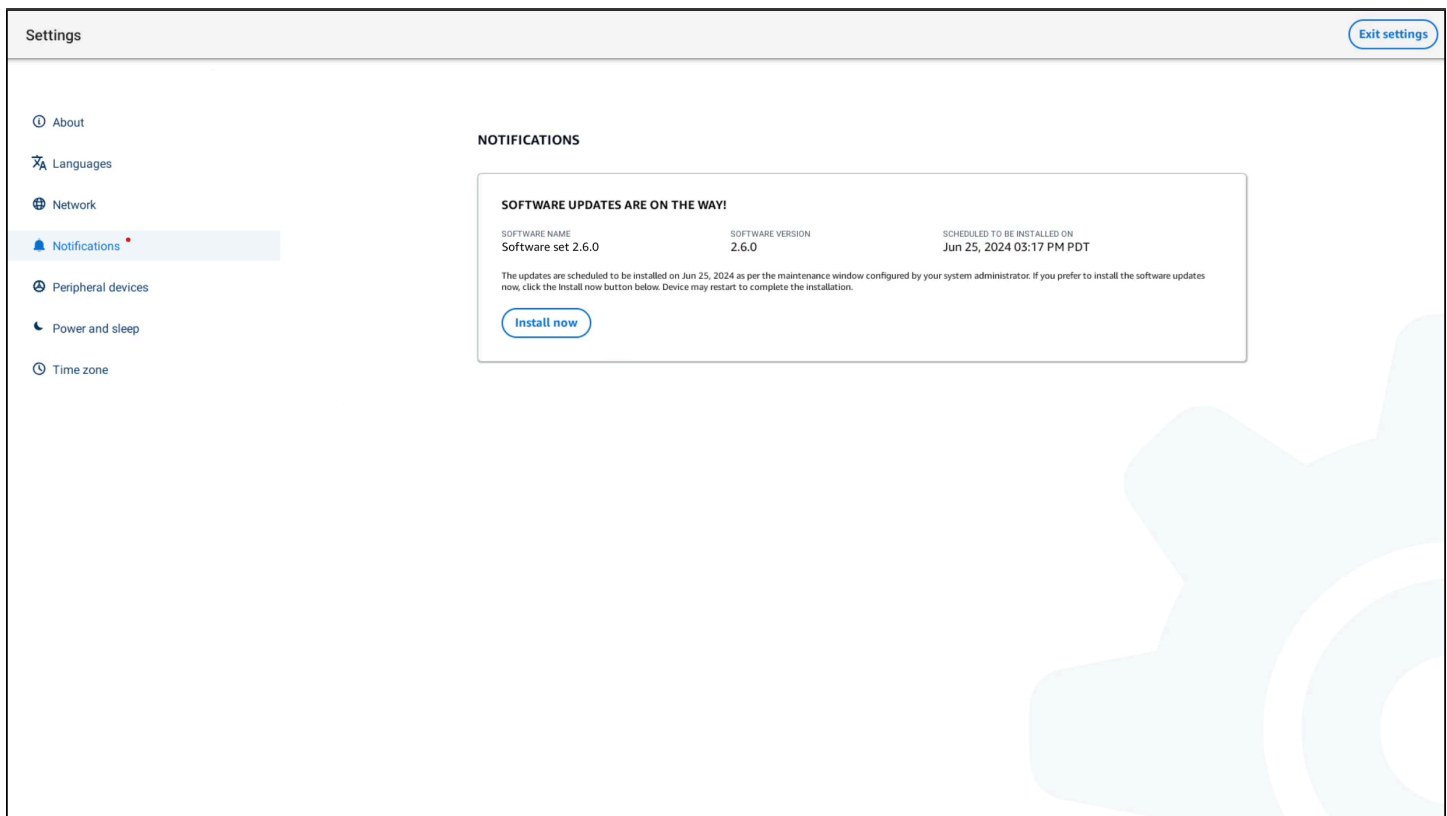 Settings
Exit settings
About
Languages
Network
Notifications
Peripheral devices
Power and sleep
Time zone
NOTIFICATIONS
SOFTWARE UPDATES ARE ON THE WAY!
SOFTWARE NAME SOFTWARE VERSION SCHEDULED TO BE INSTALLED ON
Software set 2.6.0 2.6.0 Jun 25, 2024 03:17 PM PDT
The updates are scheduled to be installed on Jun 25, 2024 as per the maintenance window configured by your system administrator. If you prefer to install the software updates
now, click the Install now button below. Device may restart to complete the installation.
Install now